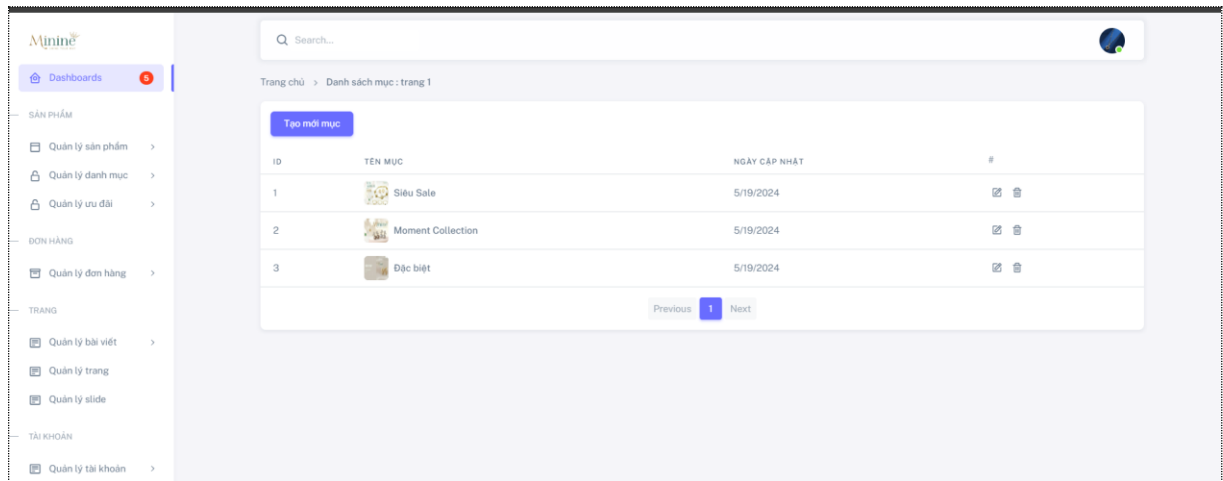 Mininé
Search...
Dashboards 5
Trang chủ > Danh sách mục : trang 1
SẢN PHẨM
Tạo mới mục
Quản lý sản phẩm
Quản lý danh mục
Quản lý ưu đãi
ID TÊN MỤC NGÀY CẬP NHẬT #
1 Siêu Sale 5/19/2024
2 Moment Collection 5/19/2024
3 Đặc biệt 5/19/2024
Previous 1 Next
ĐƠN HÀNG
Quản lý đơn hàng
TRANG
Quản lý bài viết
Quản lý trang
Quản lý slide
TÀI KHOẢN
Quản lý tài khoản